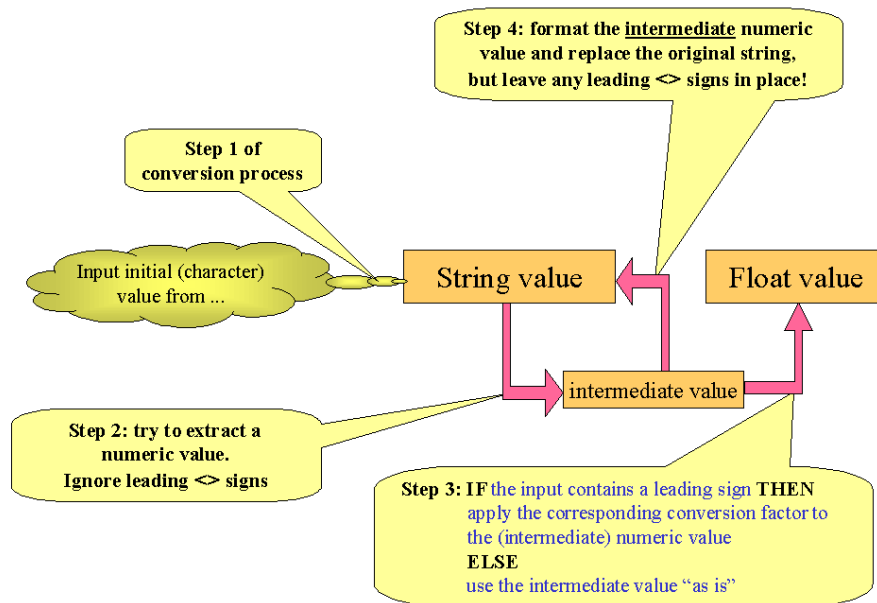 Step 4: format the intermediate numeric
value and replace the original string,
but leave any leading <> signs in place!
Step 1 of
conversion process
Input initial (character)
value from ...
String value
Float value
intermediate value
Step 2: try to extract a
numeric value.
Ignore leading <> signs
Step 3: IF the input contains a leading sign THEN
apply the corresponding conversion factor to
the (intermediate) numeric value
ELSE
use the intermediate value “as is”